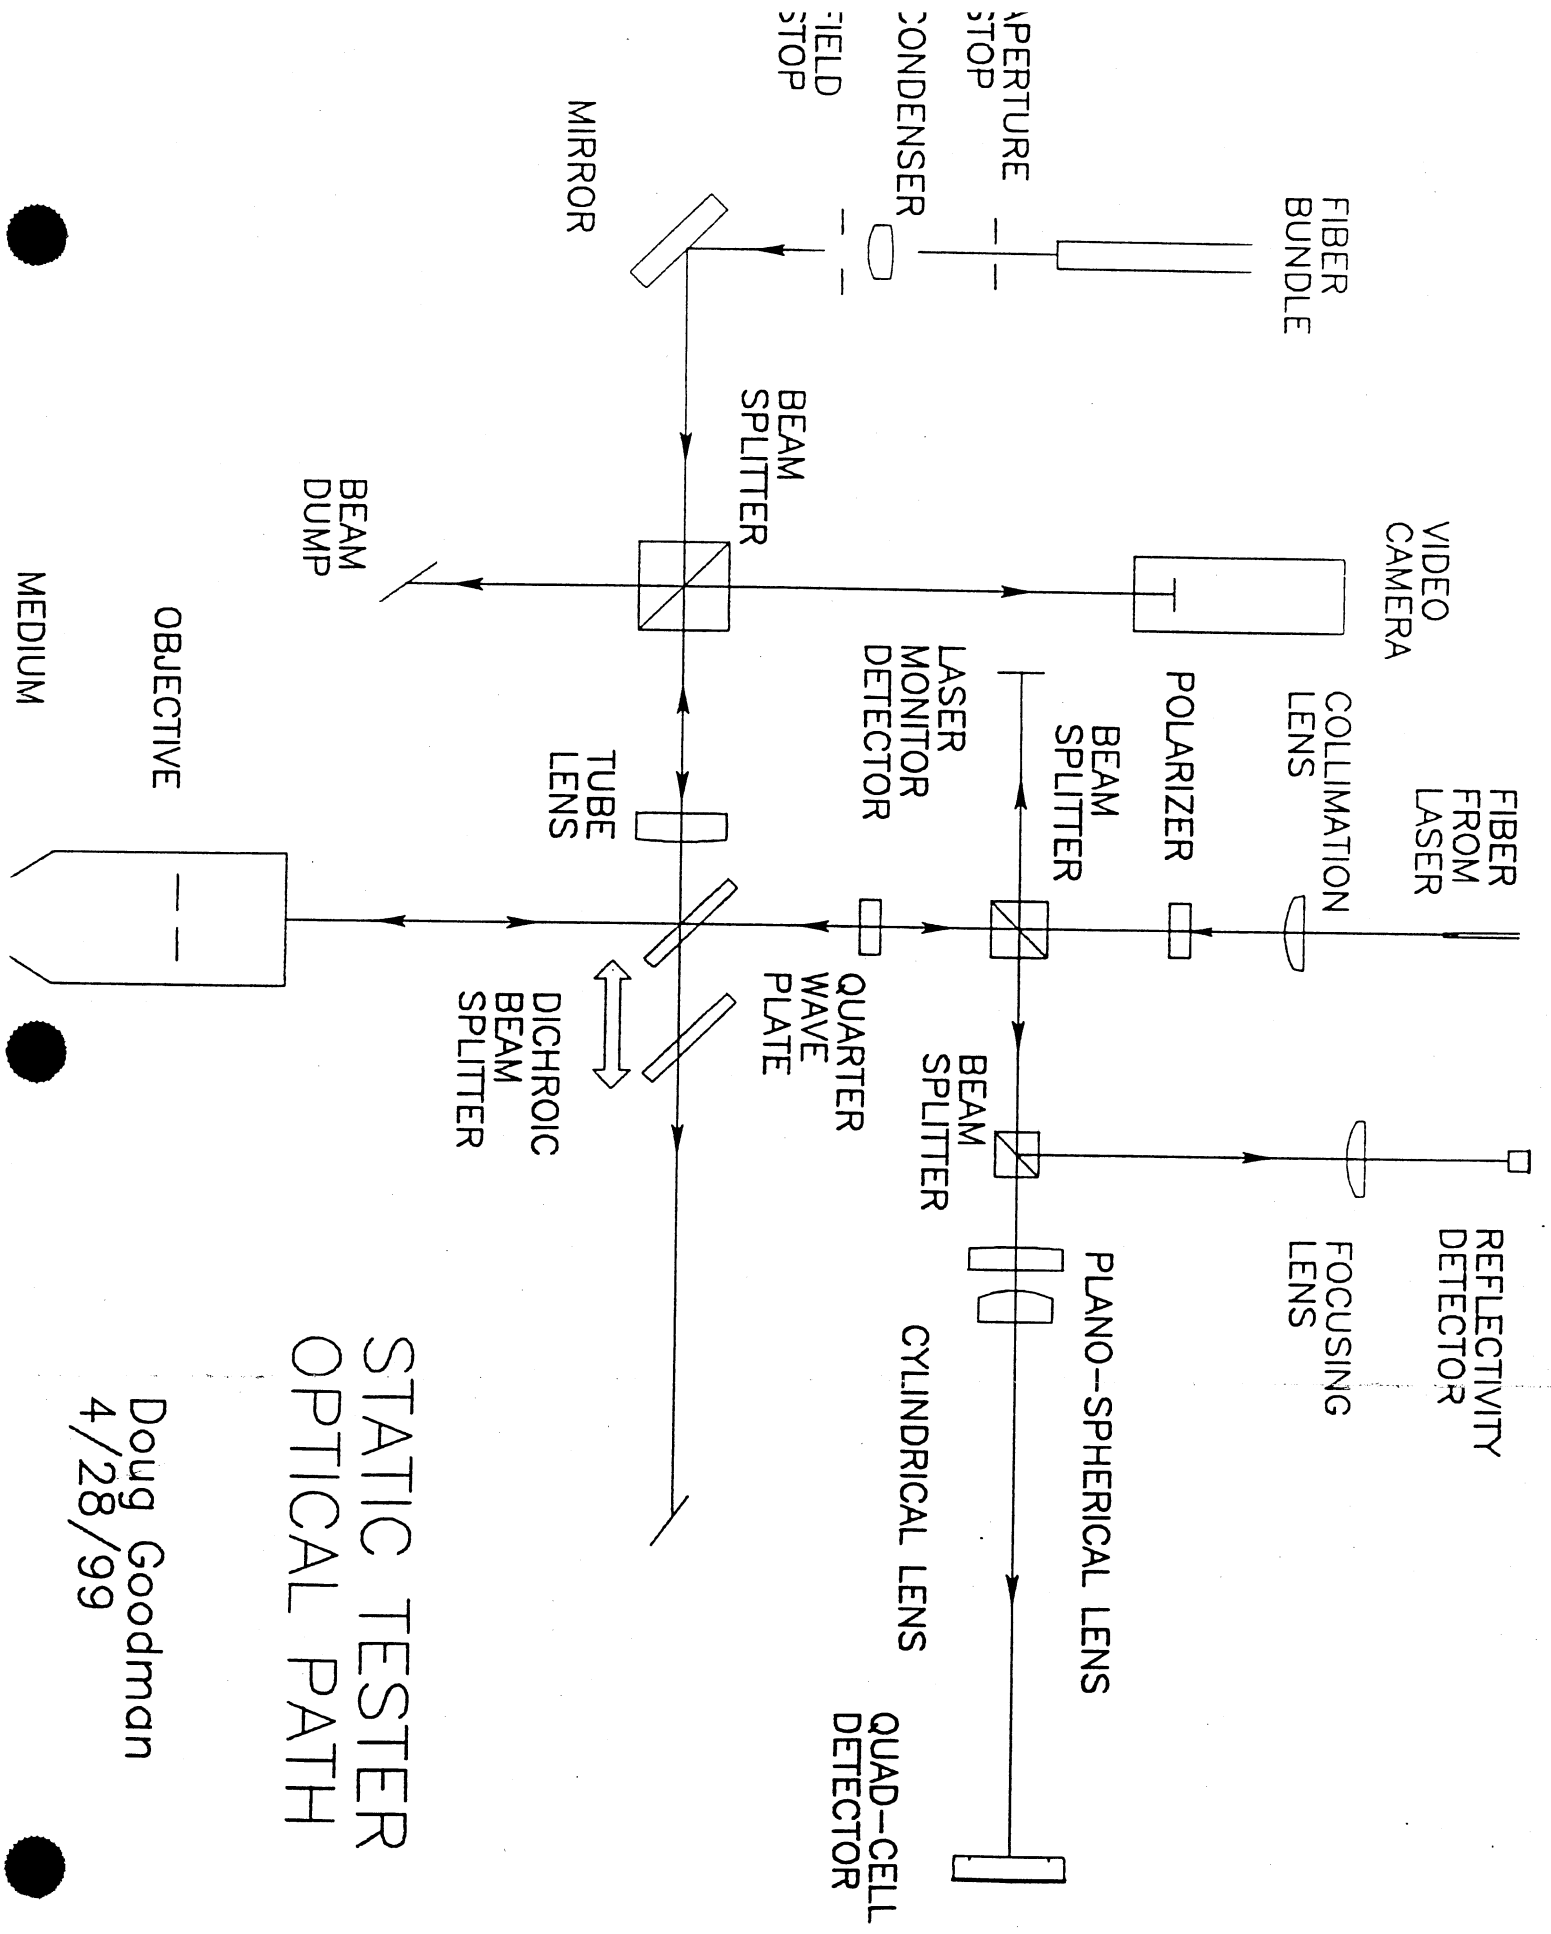 FIBER
BUNDLE
APERTURE
STOP
CONDENSER
FIELD
STOP
MIRROR
VIDEO
CAMERA
BEAM
SPLITTER
BEAM
DUMP
MEDIUM
OBJECTIVE
FIBER
FROM
LASER
COLLIMATION
LENS
POLARIZER
BEAM
SPLITTER
LASER
MONITOR
DETECTOR
TUBE
LENS
QUARTER
WAVE
PLATE
DICHROIC
BEAM
SPLITTER
BEAM
SPLITTER
REFLECTIVITY
DETECTOR
FOCUSING
LENS
PLANO-SPHERICAL LENS
CYLINDRICAL LENS
QUAD-CELL
DETECTOR
STATIC TESTER
OPTICAL PATH
Doug Goodman
4/28/99